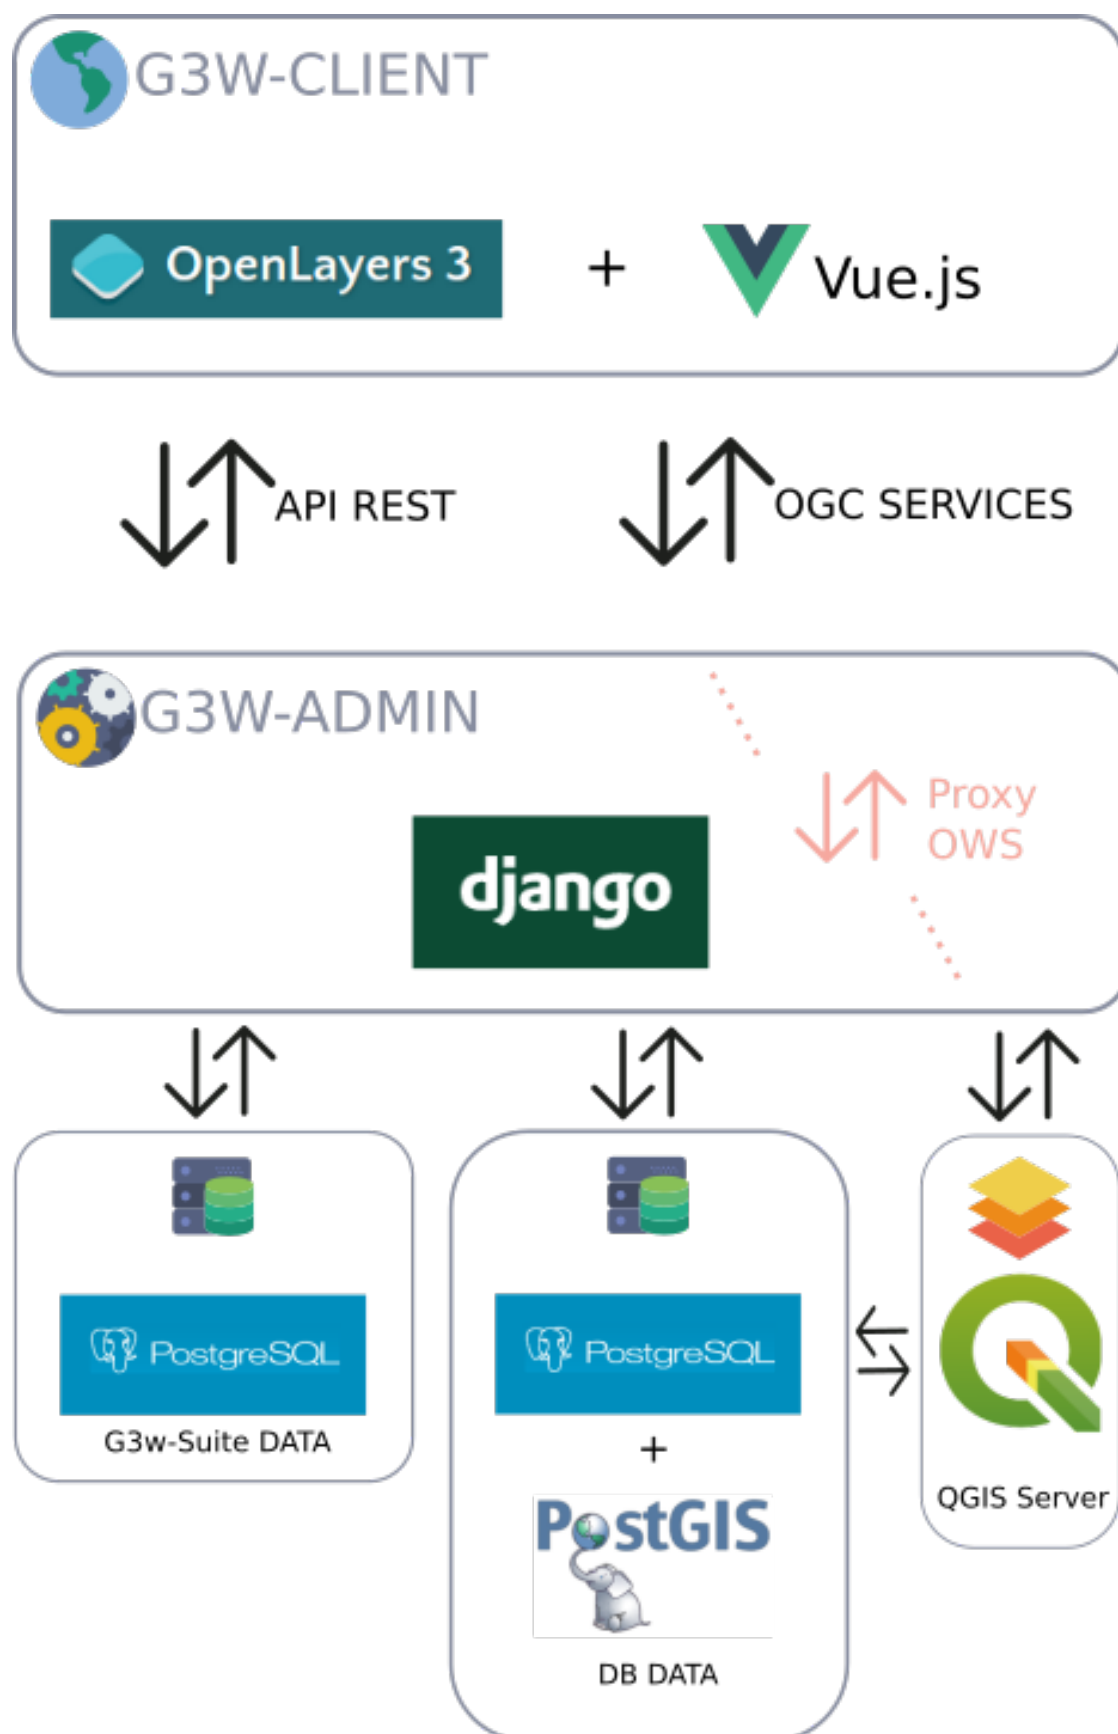 G3W-CLIENT
OpenLayers 3
+
Vue.js
API REST
OGC SERVICES
G3W-ADMIN
Proxy
OWS
django
PostgreSQL
G3w-Suite DATA
PostgreSQL
+
PostGIS
DB DATA
QGIS Server